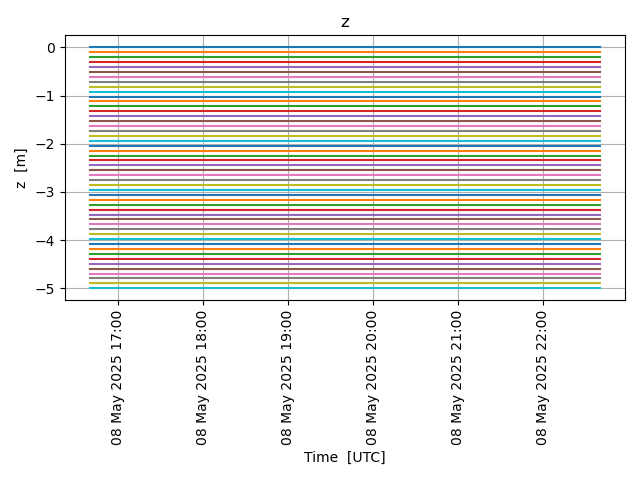 z
0
−1
−2
−3
−4
−5
z [m]
08 May 2025 17:00
08 May 2025 18:00
08 May 2025 19:00
08 May 2025 20:00
08 May 2025 21:00
08 May 2025 22:00
Time [UTC]